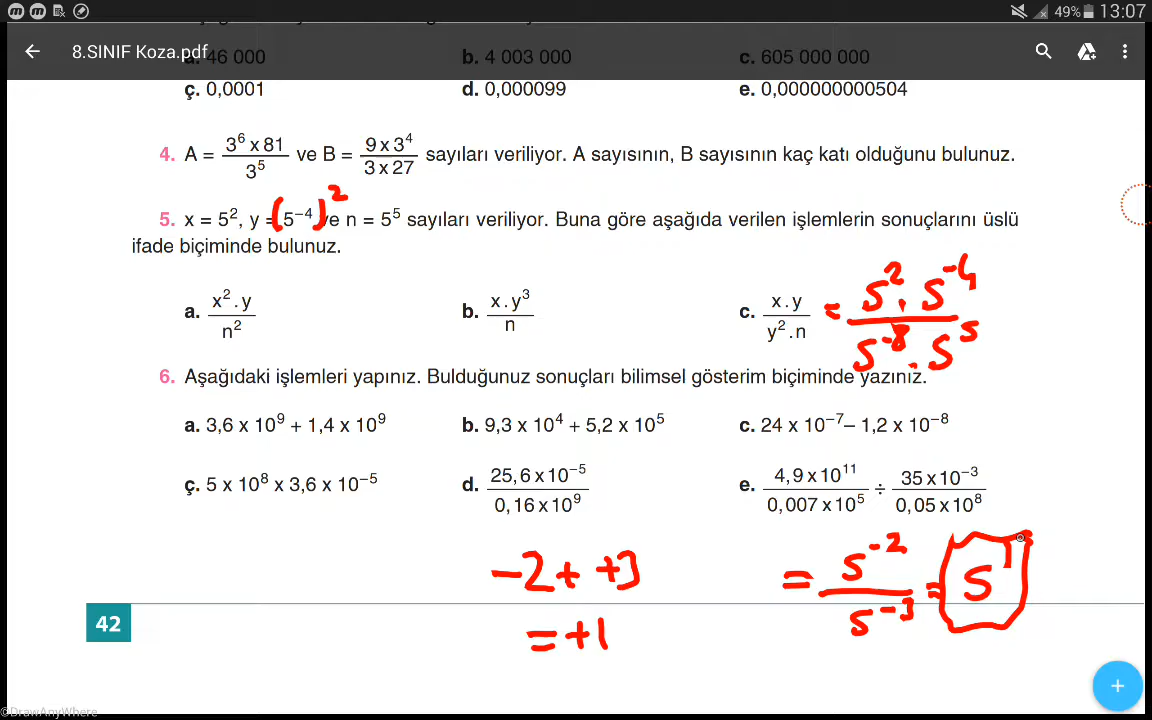 49% 13:07
8.SINIF Koza.pdf
a. 46 000 b. 4 003 000 c. 605 000 000
ç. 0,0001 d. 0,000099 e. 0,000000000504
4. A = 3⁶ x 81 / 3⁵ ve B = 9 x 3⁴ / 3 x 27 sayıları veriliyor. A sayısının, B sayısının kaç katı olduğunu bulunuz.
5. x = 5², y = (5⁻⁴)² ve n = 5⁵ sayıları veriliyor. Buna göre aşağıda verilen işlemlerin sonuçlarını üslü
ifade biçiminde bulunuz.
a. x² . y / n² b. x . y³ / n c. x . y / y² . n = 5² . 5⁻⁴ / 5⁻⁸ . 5⁵
6. Aşağıdaki işlemleri yapınız. Bulduğunuz sonuçları bilimsel gösterim biçiminde yazınız.
a. 3,6 x 10⁹ + 1,4 x 10⁹ b. 9,3 x 10⁴ + 5,2 x 10⁵ c. 24 x 10⁻⁷ – 1,2 x 10⁻⁸
ç. 5 x 10⁸ x 3,6 x 10⁻⁵ d. 25,6 x 10⁻⁵ / 0,16 x 10⁹ e. 4,9 x 10¹¹ / 0,007 x 10⁵ ÷ 35 x 10⁻³ / 0,05 x 10⁸
-2 + +3 = 5⁻² / 5⁻³ = 5¹
= +1
42
©DrawAnyWhere